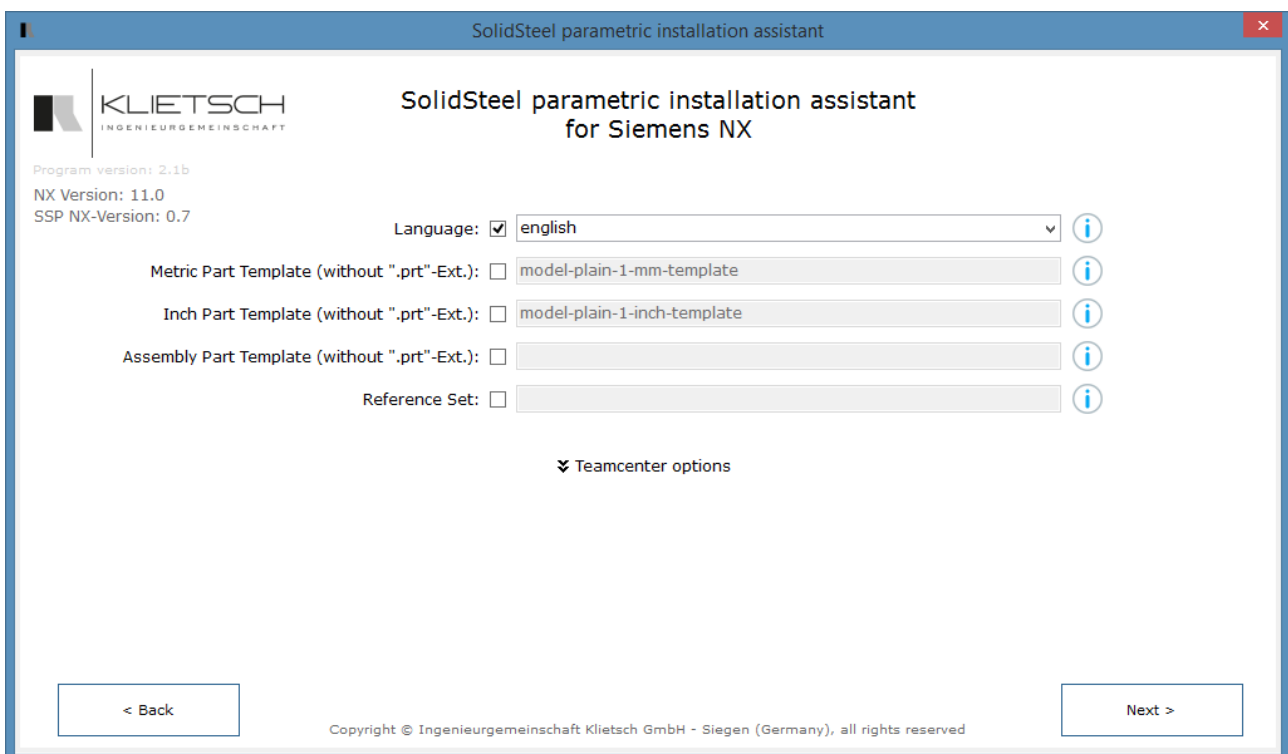 SolidSteel parametric installation assistant
KLIETSCH
INGENIEURGEMEINSCHAFT
SolidSteel parametric installation assistant
for Siemens NX
Program version: 2.1b
NX Version: 11.0
SSP NX-Version: 0.7
Language: english
Metric Part Template (without ".prt"-Ext.): model-plain-1-mm-template
Inch Part Template (without ".prt"-Ext.): model-plain-1-inch-template
Assembly Part Template (without ".prt"-Ext.):
Reference Set:
Teamcenter options
< Back
Next >
Copyright © Ingenieurgemeinschaft Klietsch GmbH - Siegen (Germany), all rights reserved